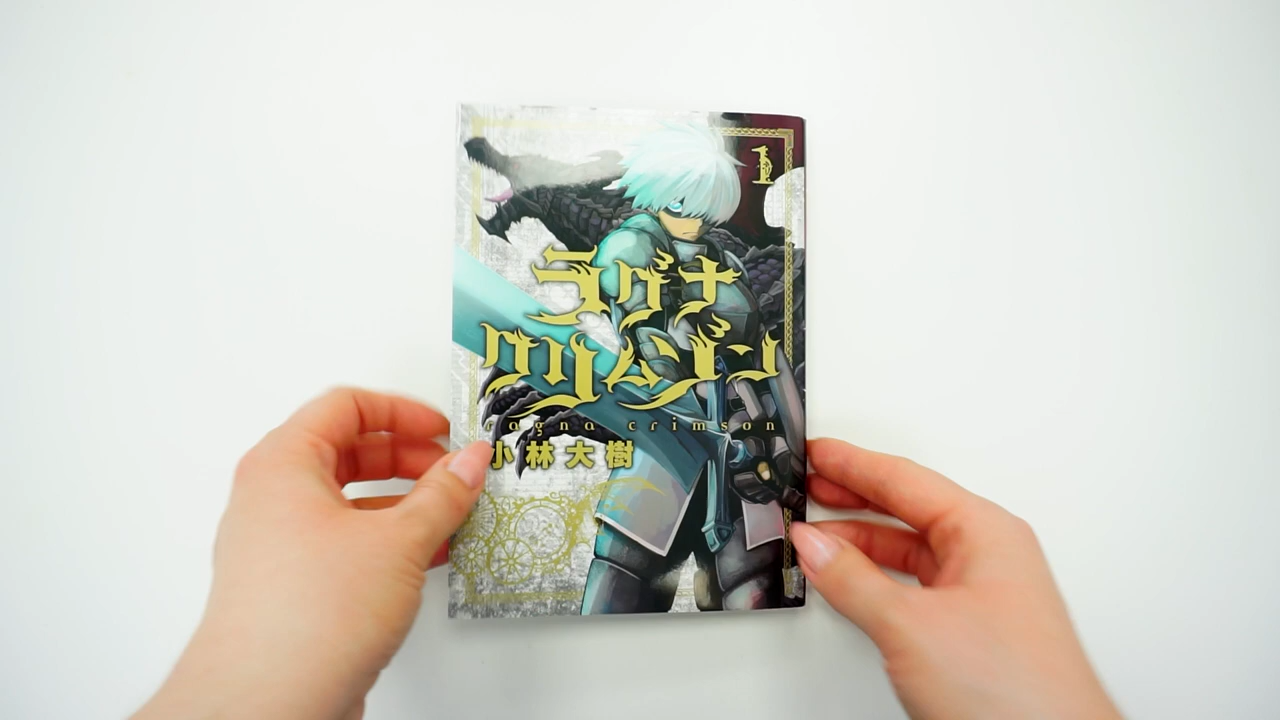 1
ラグナ
クリムゾン
ragna crimson
小林大樹